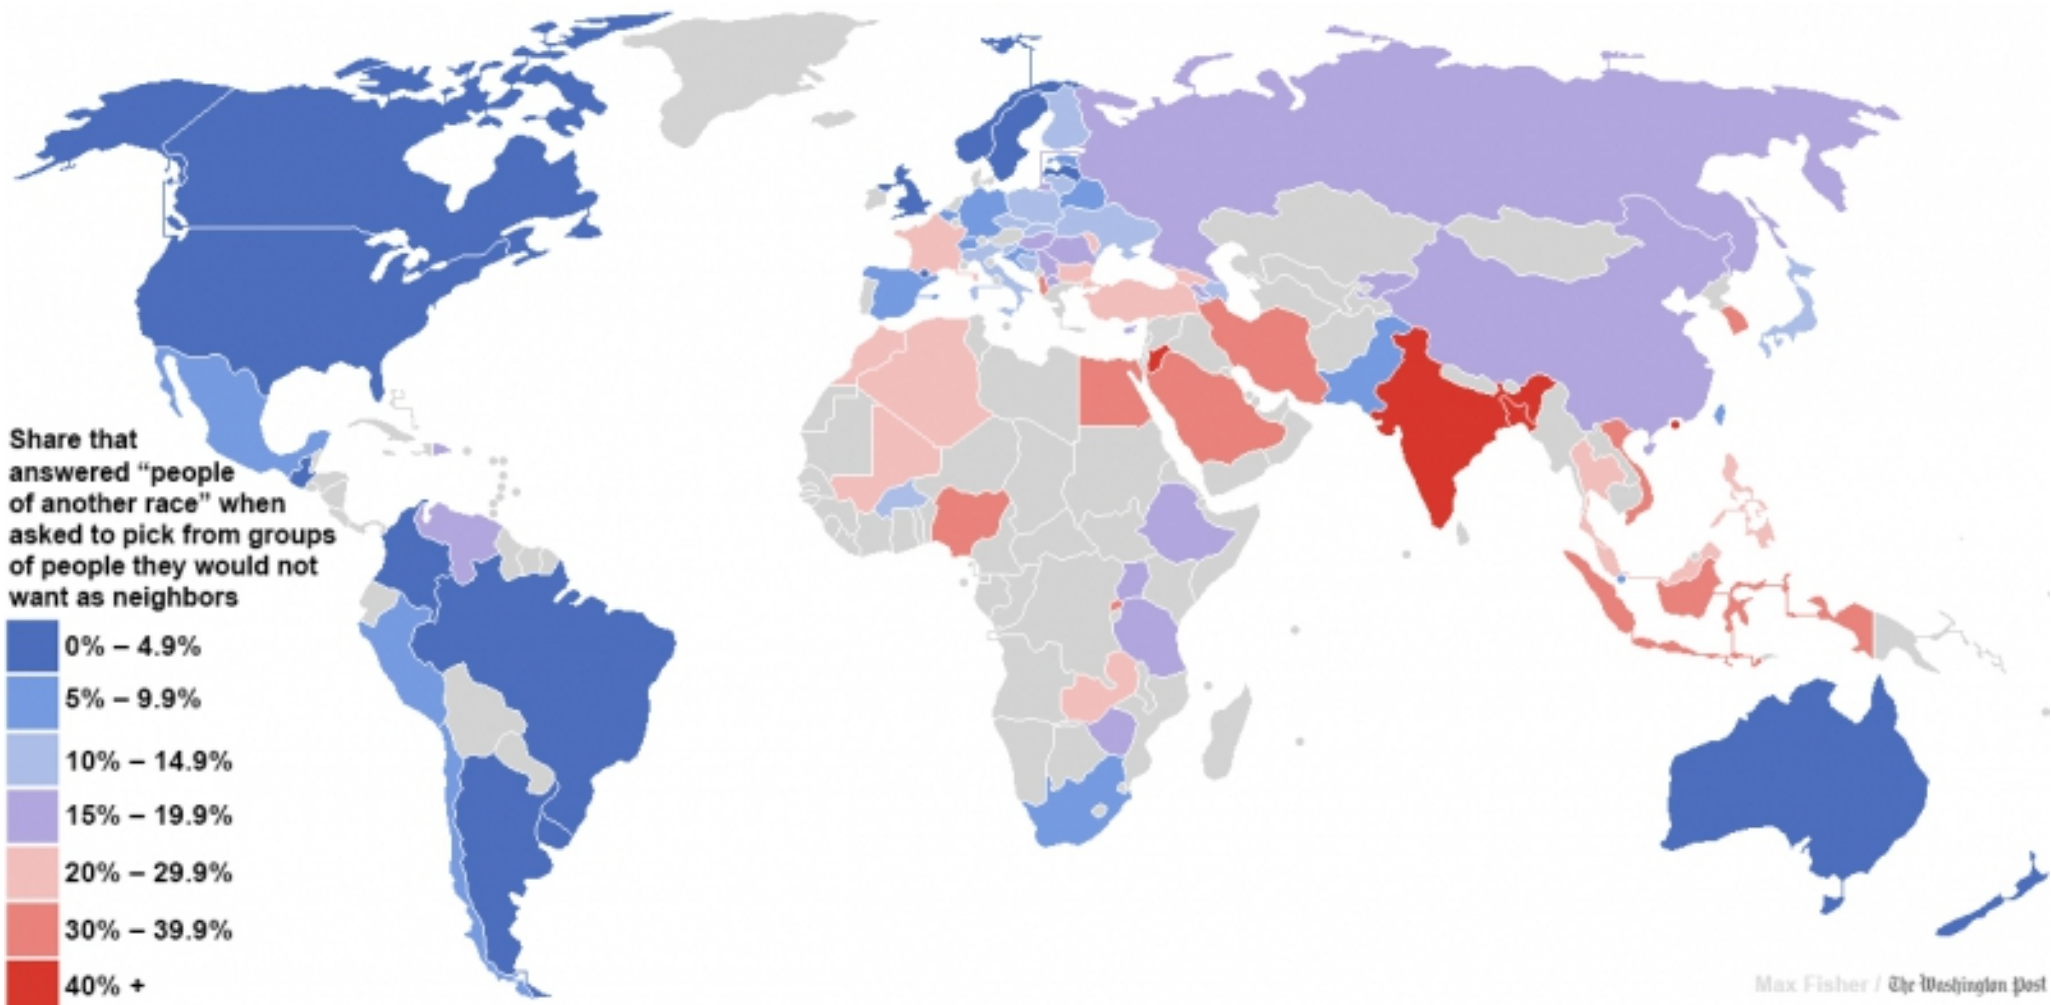 Share that
answered “people
of another race” when
asked to pick from groups
of people they would not
want as neighbors
0% – 4.9%
5% – 9.9%
10% – 14.9%
15% – 19.9%
20% – 29.9%
30% – 39.9%
40% +
Max Fisher / The Washington Post